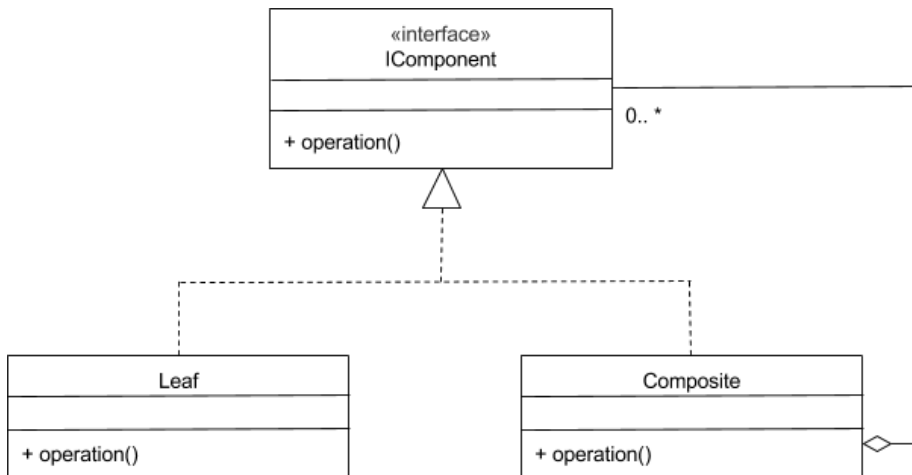 «interface»
IComponent
0.. *
+ operation()
Leaf
Composite
+ operation()
+ operation()